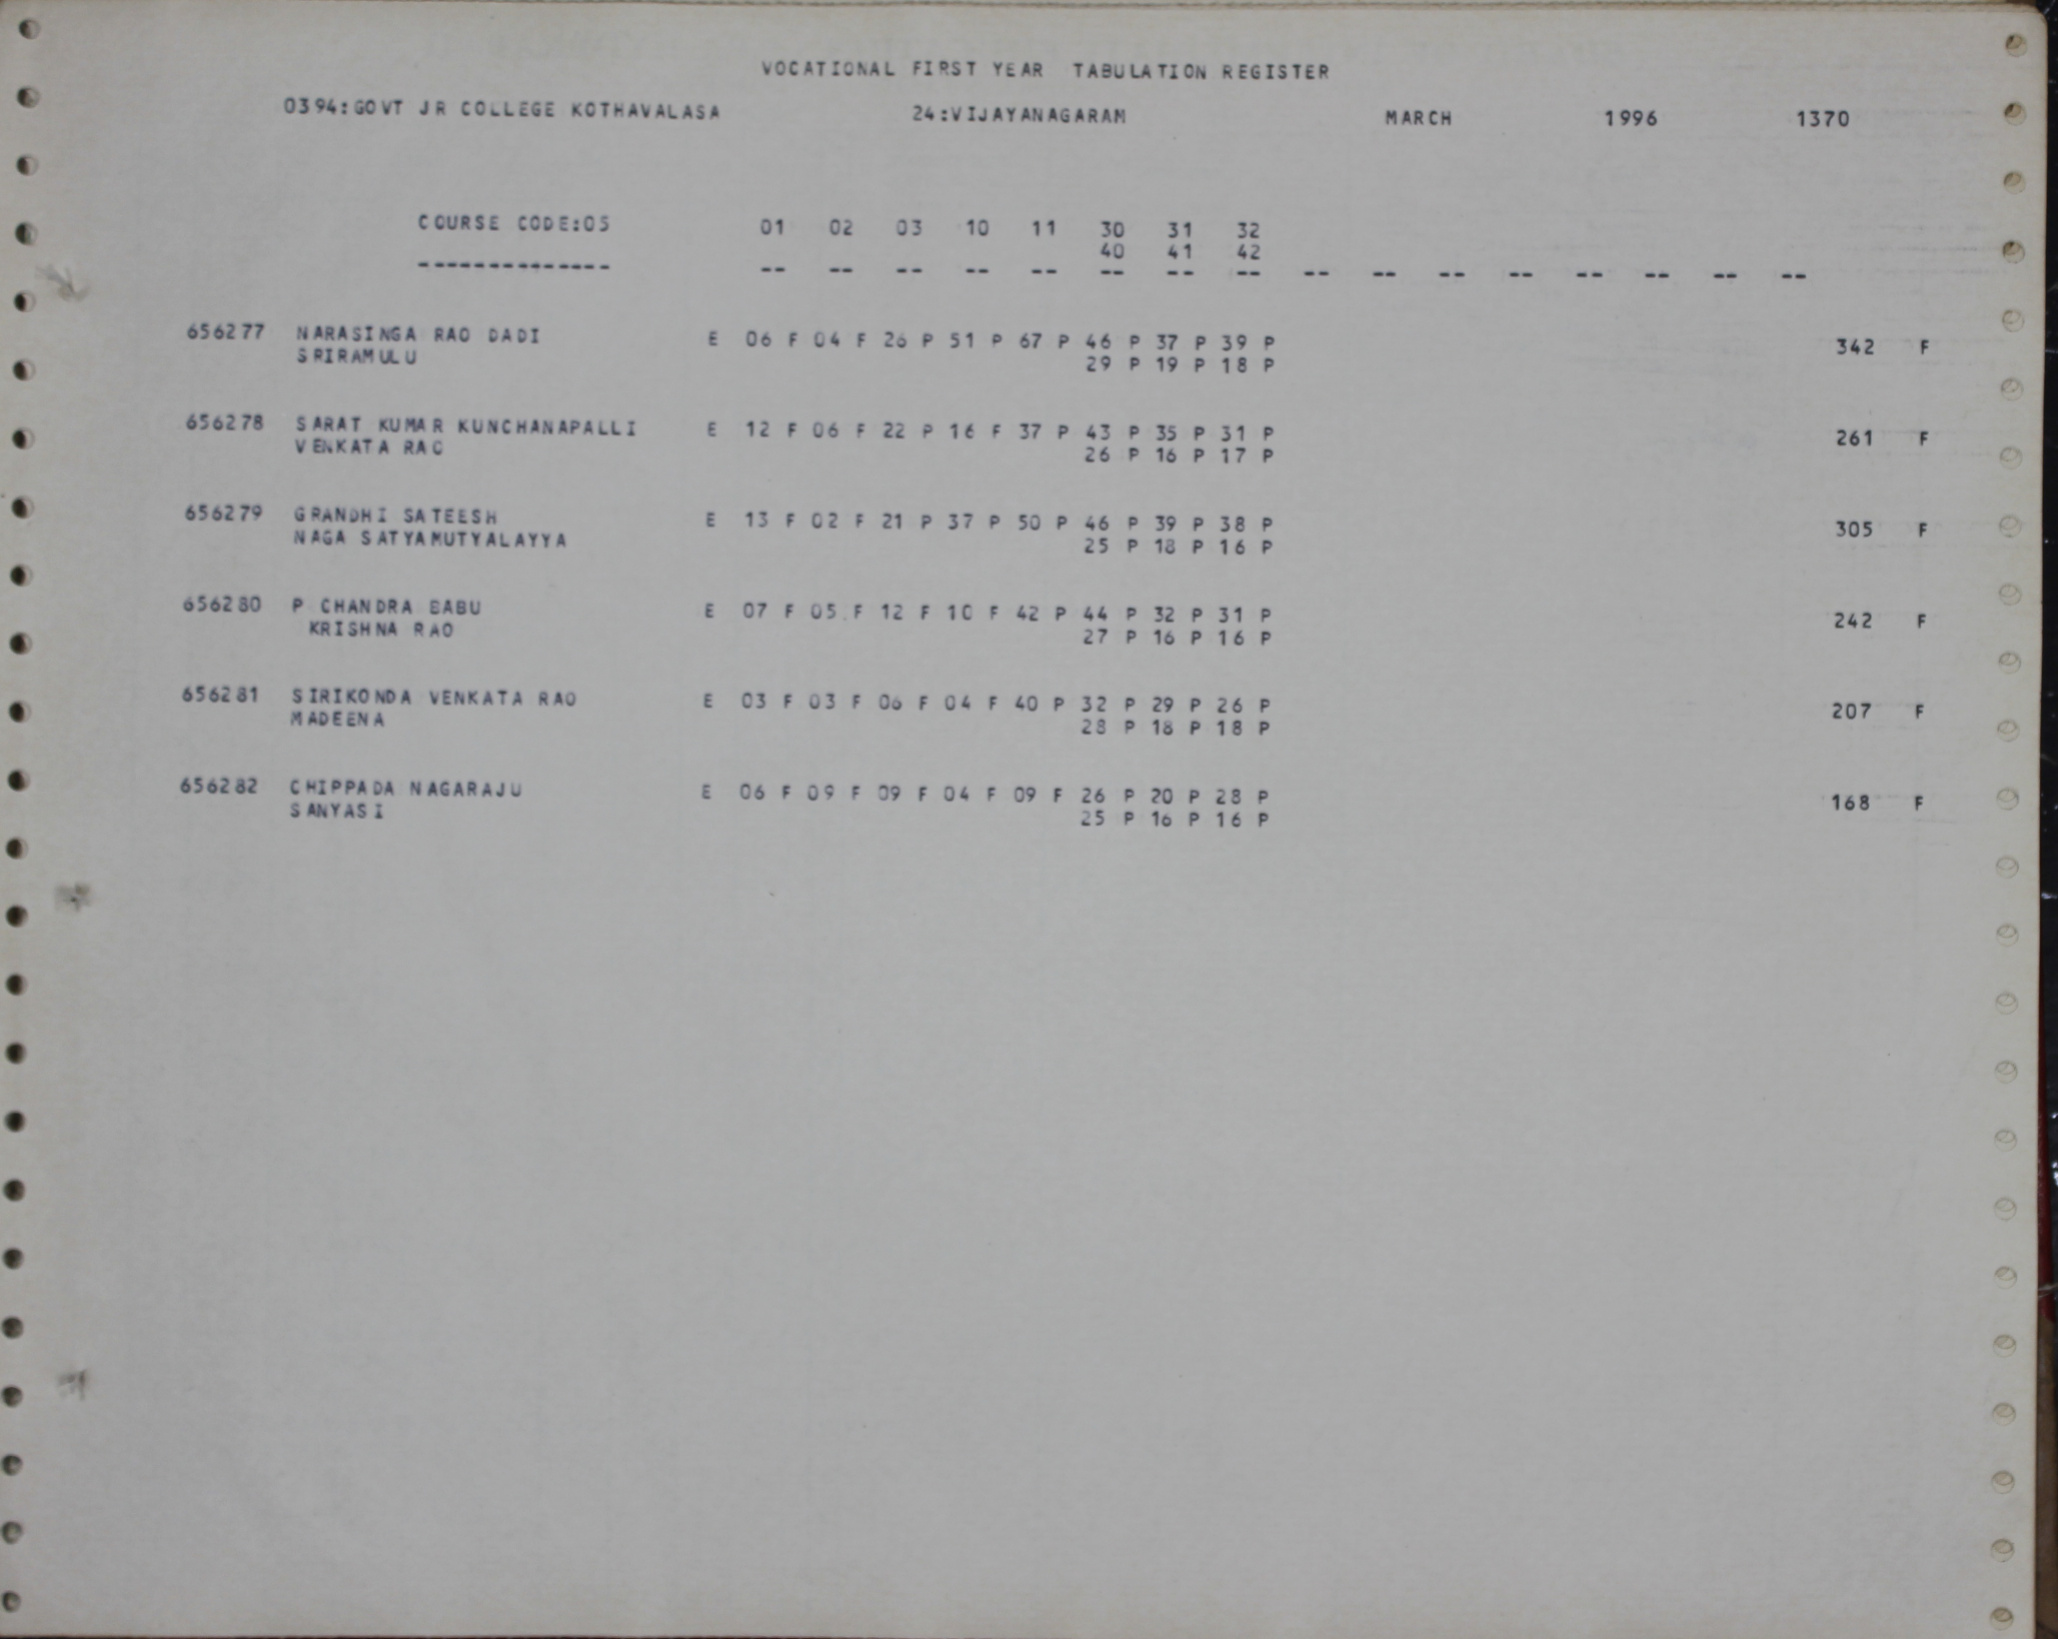 VOCATIONAL FIRST YEAR TABULATION REGISTER
0394:GOVT JR COLLEGE KOTHAVALASA 24:VIJAYANAGARAM MARCH 1996 1370
COURSE CODE:05 01 02 03 10 11 30 31 32
40 41 42
-------------- -- -- -- -- -- -- -- -- -- -- -- -- -- -- -- --
656277 NARASINGA RAO DADI E 06 F 04 F 26 P 51 P 67 P 46 P 37 P 39 P 342 F
SRIRAMULU 29 P 19 P 18 P
656278 SARAT KUMAR KUNCHANAPALLI E 12 F 06 F 22 P 16 F 37 P 43 P 35 P 31 P 261 F
VENKATA RAO 26 P 16 P 17 P
656279 GRANDHI SATEESH E 13 F 02 F 21 P 37 P 50 P 46 P 39 P 38 P 305 F
NAGA SATYAMUTYALAYYA 25 P 18 P 16 P
656280 P CHANDRA BABU E 07 F 05 F 12 F 10 F 42 P 44 P 32 P 31 P 242 F
KRISHNA RAO 27 P 16 P 16 P
656281 SIRIKONDA VENKATA RAO E 03 F 03 F 06 F 04 F 40 P 32 P 29 P 26 P 207 F
MADEENA 28 P 18 P 18 P
656282 CHIPPADA NAGARAJU E 06 F 09 F 09 F 04 F 09 F 26 P 20 P 28 P 168 F
SANYASI 25 P 16 P 16 P